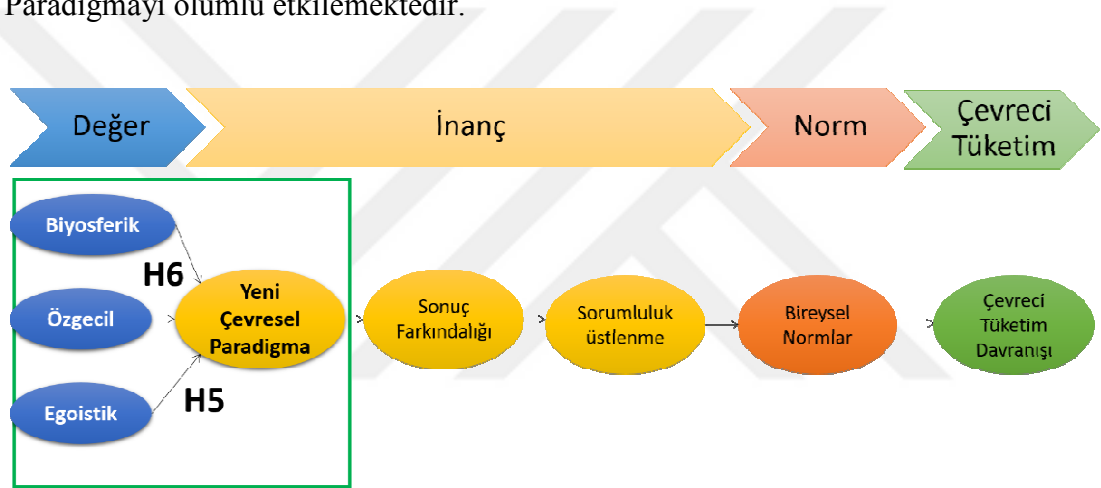 Paradigmayı olumlu etkilemektedir.
Değer
İnanç
Norm
Çevreci
Tüketim
Biyosferik
H6
Özgecil
Yeni
Çevresel
Paradigma
Sonuç
Farkındalığı
Sorumluluk
üstlenme
Bireysel
Normlar
Çevreci
Tüketim
Davranışı
Egoistik
H5